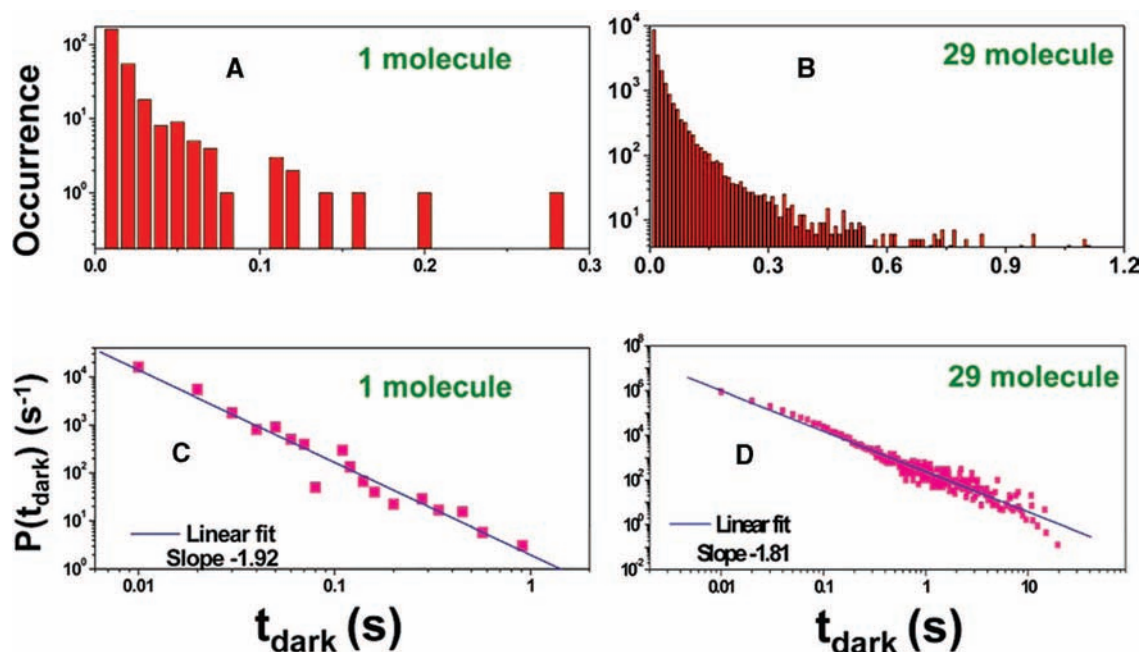 Occurrence
10²
10¹
10⁰
A
1 molecule
0.0
0.1
0.2
0.3
10⁴
10³
10²
10¹
B
29 molecule
0.0
0.3
0.6
0.9
1.2
P(t_dark) (s⁻¹)
10⁴
10³
10²
10¹
10⁰
C
1 molecule
Linear fit
Slope -1.92
0.01
0.1
1
t_dark (s)
10⁸
10⁶
10⁴
10²
10⁰
10⁻²
D
29 molecule
Linear fit
Slope -1.81
0.01
0.1
1
10
t_dark (s)